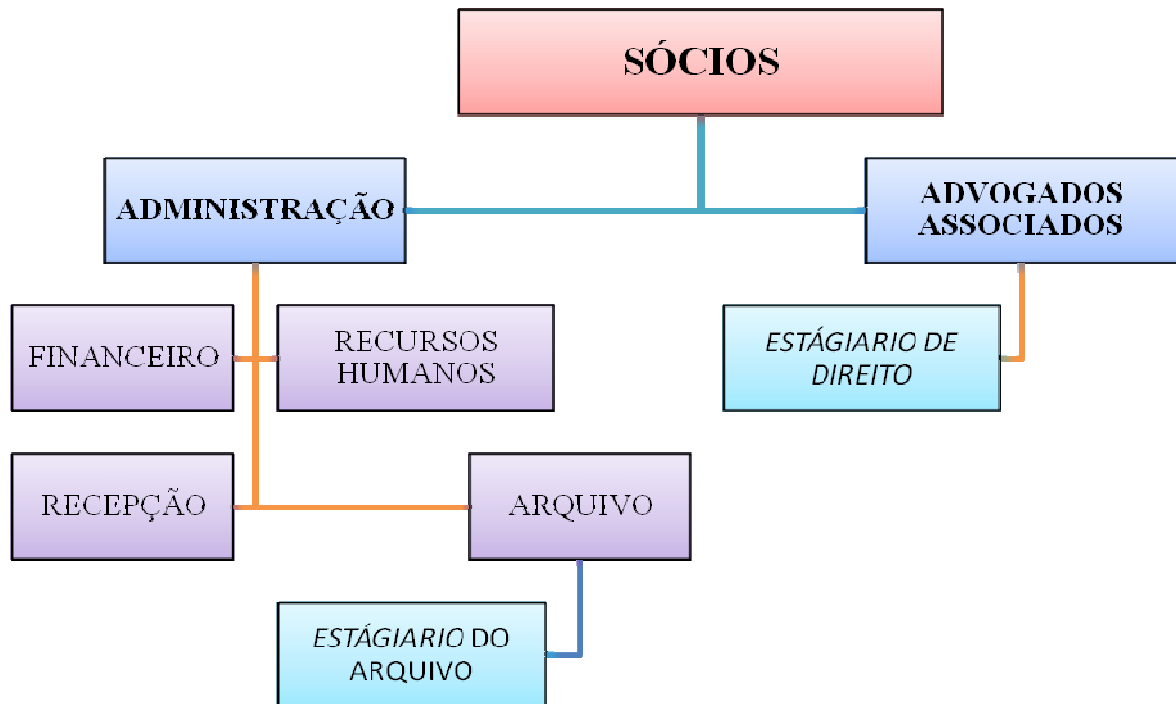 SÓCIOS
ADMINISTRAÇÃO
ADVOGADOS
ASSOCIADOS
FINANCEIRO
RECURSOS
HUMANOS
ESTÁGIARIO DE
DIREITO
RECEPÇÃO
ARQUIVO
ESTÁGIARIO DO
ARQUIVO